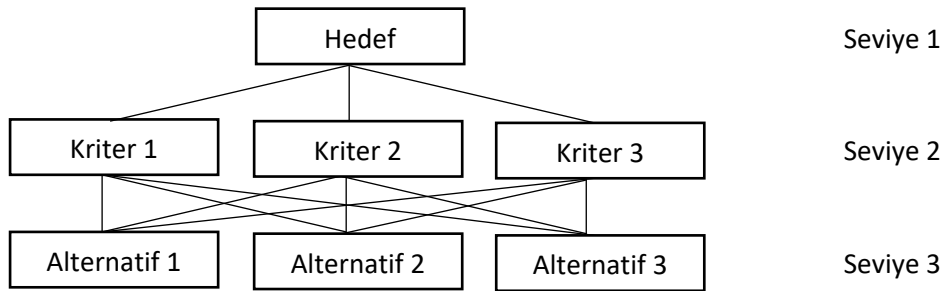 Hedef Seviye 1
Kriter 1 Kriter 2 Kriter 3 Seviye 2
Alternatif 1 Alternatif 2 Alternatif 3 Seviye 3